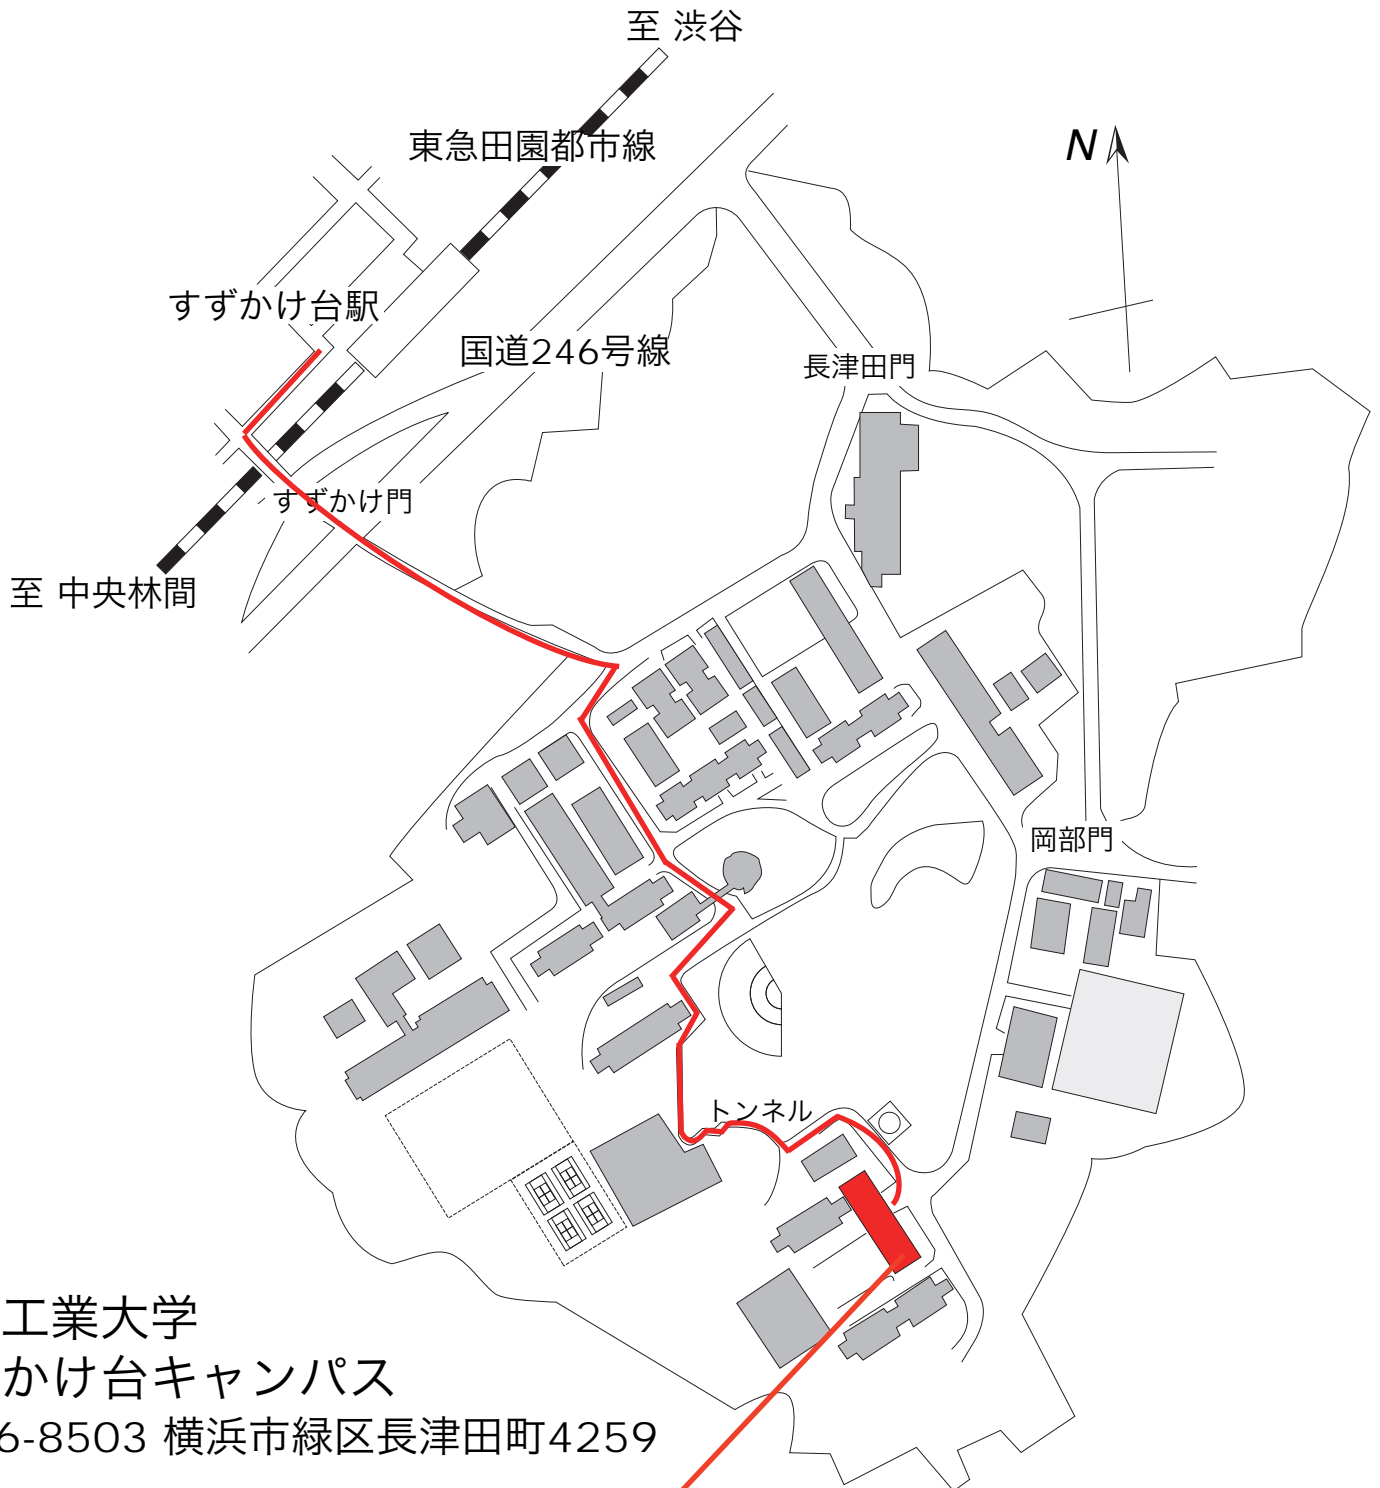 至 渋谷
東急田園都市線
N
すずかけ台駅
国道246号線
長津田門
すずかけ門
至 中央林間
岡部門
トンネル
工業大学
かけ台キャンパス
6-8503 横浜市緑区長津田町4259